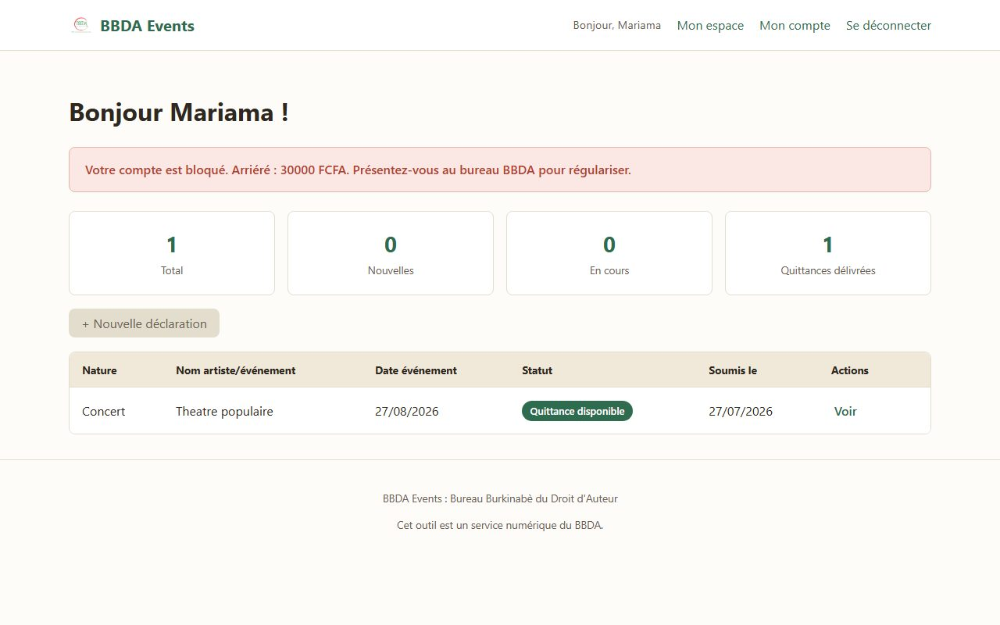 BBDA Events
Bonjour, Mariama Mon espace Mon compte Se déconnecter
Bonjour Mariama !
Votre compte est bloqué. Arriéré : 30000 FCFA. Présentez-vous au bureau BBDA pour régulariser.
1 0 0 1
Total Nouvelles En cours Quittances délivrées
+ Nouvelle déclaration
Nature Nom artiste/événement Date événement Statut Soumis le Actions
Concert Theatre populaire 27/08/2026 Quittance disponible 27/07/2026 Voir
BBDA Events : Bureau Burkinabè du Droit d'Auteur
Cet outil est un service numérique du BBDA.